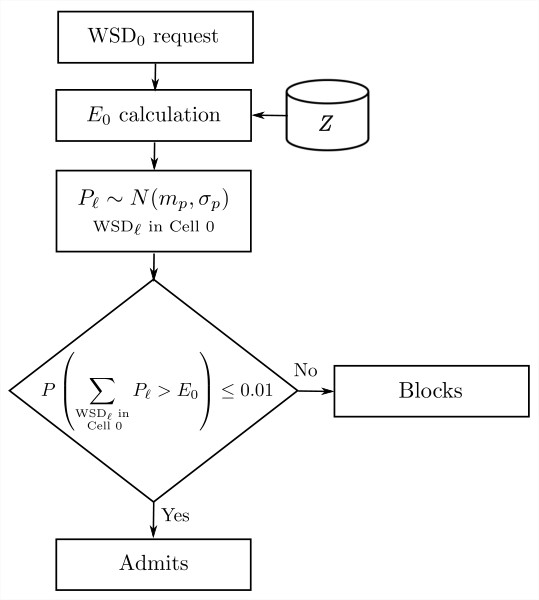 WSD₀ request
E₀ calculation
Z
Pℓ ∼ N(mₚ, σₚ)
WSDℓ in Cell 0
P ( ∑ Pℓ > E₀ ) ≤ 0.01
WSDℓ in
Cell 0
No
Blocks
Yes
Admits